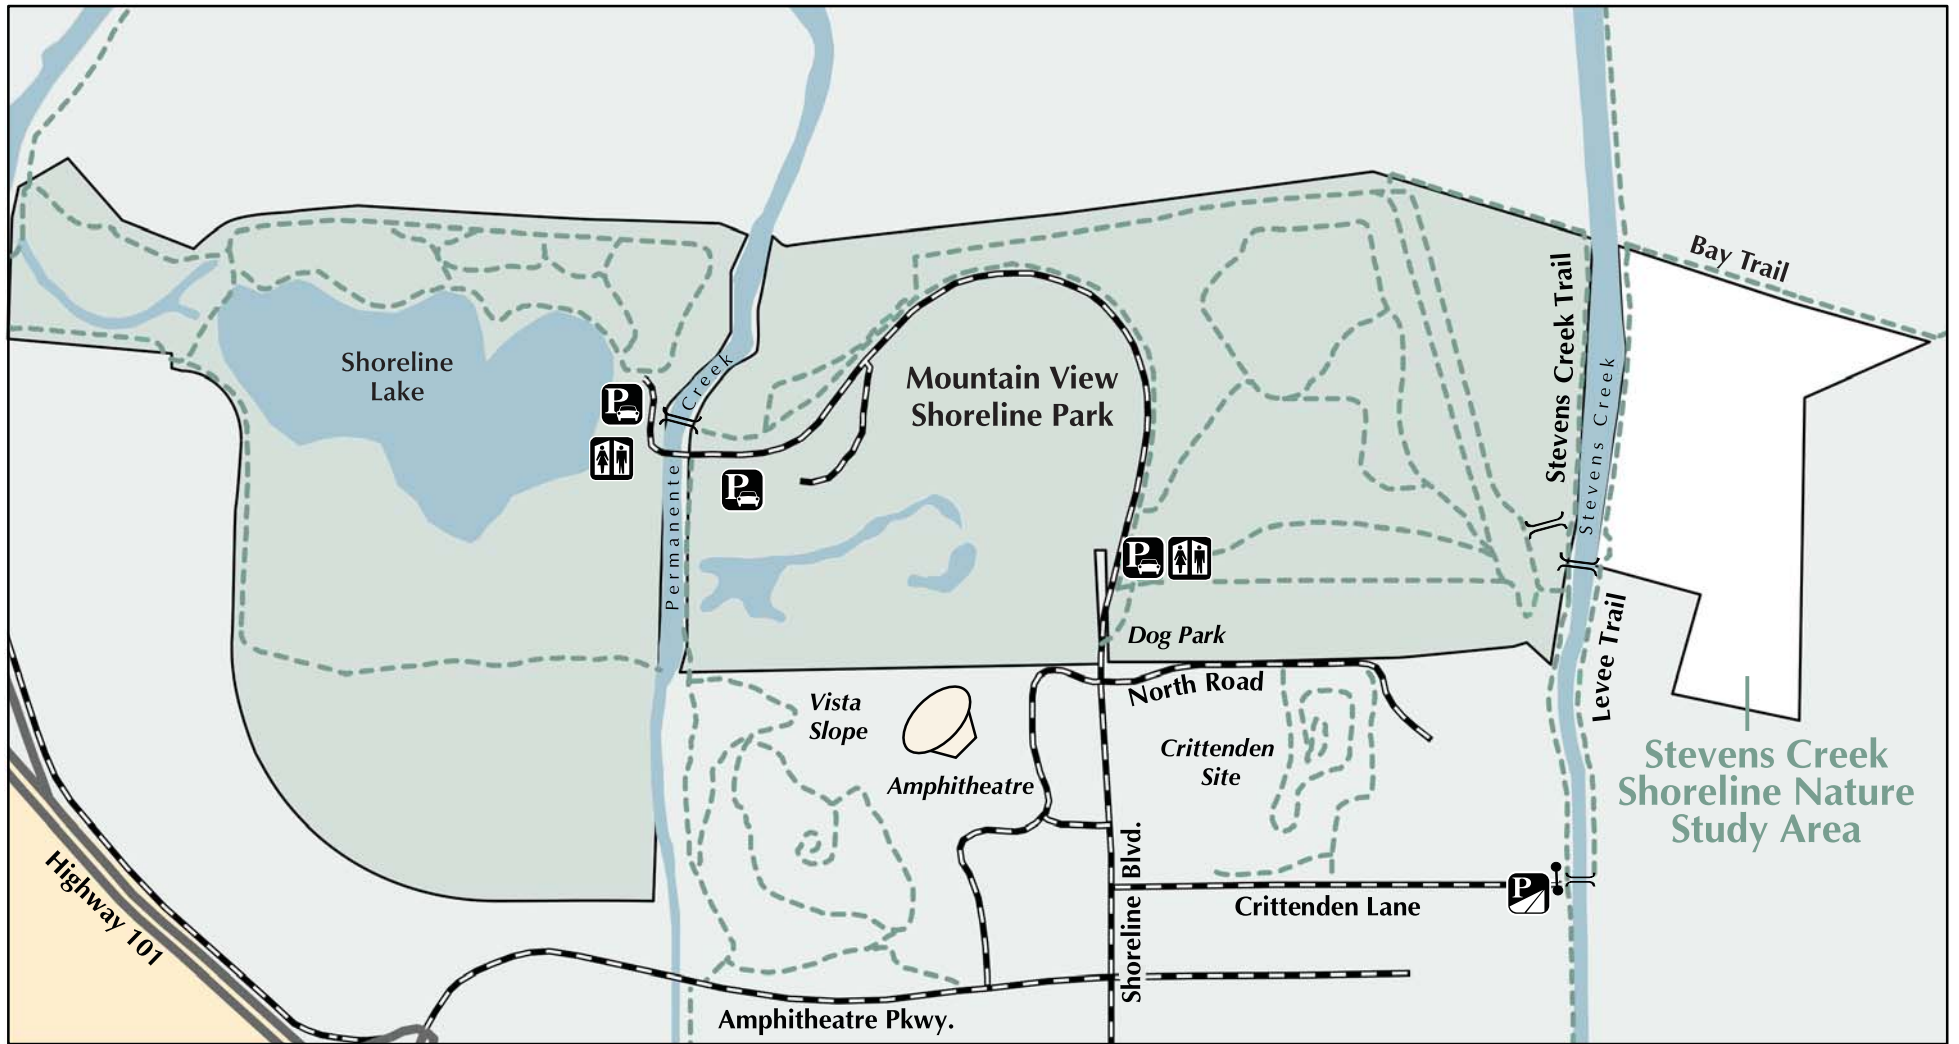 Bay Trail
Stevens Creek Trail
Stevens Creek
Shoreline
Lake
Creek
Permanente
P
P
Mountain View
Shoreline Park
P
Dog Park
North Road
Levee Trail
Vista
Slope
Amphitheatre
Crittenden
Site
Stevens Creek
Shoreline Nature
Study Area
Highway 101
Shoreline Blvd.
P
Crittenden Lane
Amphitheatre Pkwy.